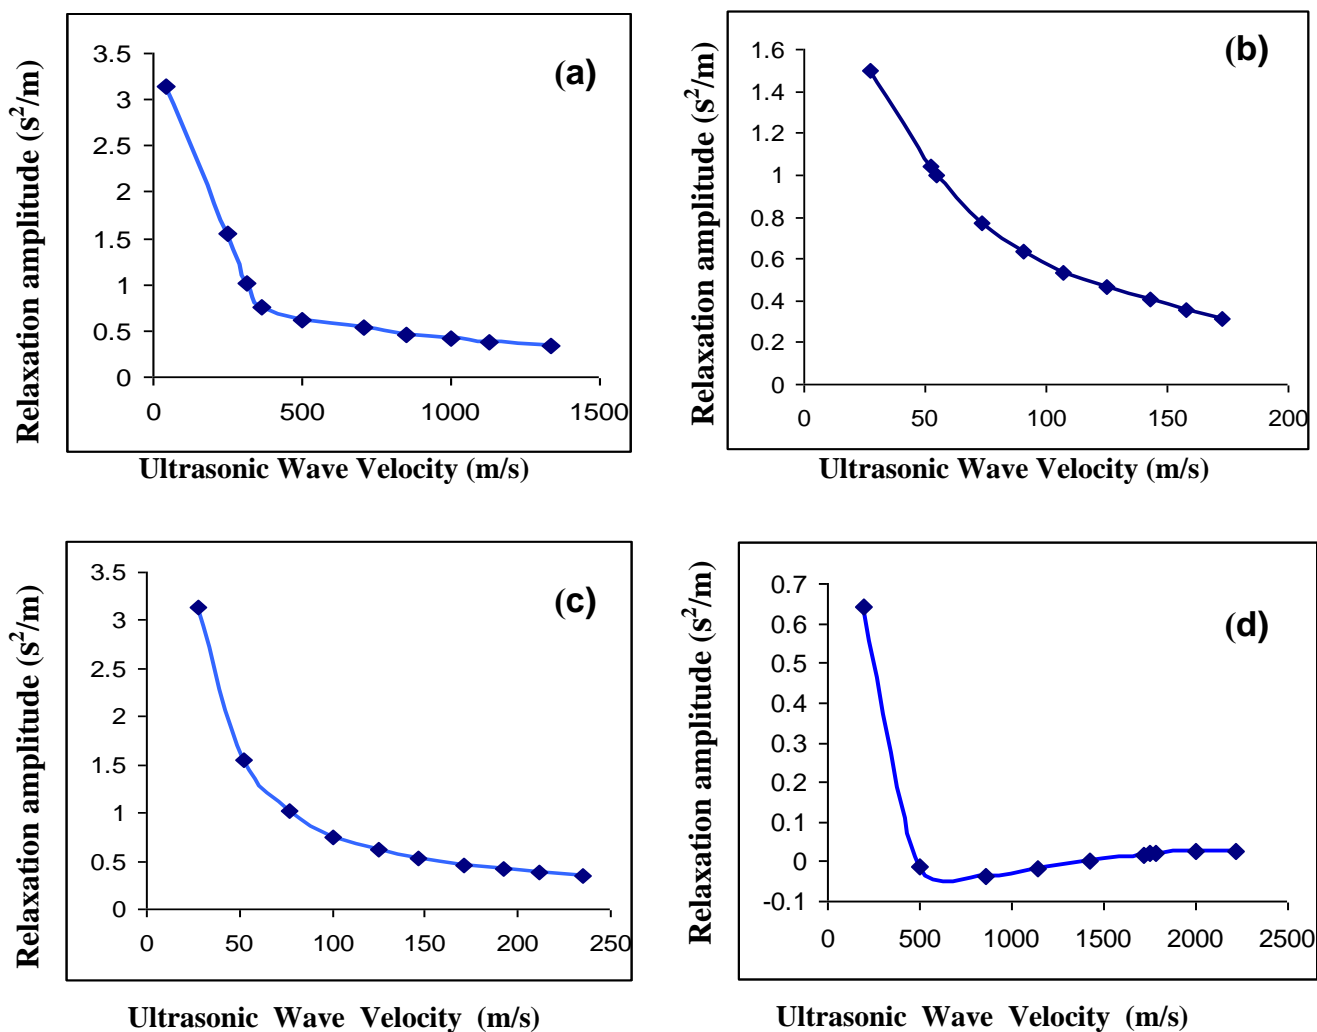 (a)
Relaxation amplitude (s²/m)
3.5
3
2.5
2
1.5
1
0.5
0
0 500 1000 1500
Ultrasonic Wave Velocity (m/s)
(b)
Relaxation amplitude (s²/m)
1.6
1.4
1.2
1
0.8
0.6
0.4
0.2
0
0 50 100 150 200
Ultrasonic Wave Velocity (m/s)
(c)
Relaxation amplitude (s²/m)
3.5
3
2.5
2
1.5
1
0.5
0
0 50 100 150 200 250
Ultrasonic Wave Velocity (m/s)
(d)
Relaxation amplitude (s²/m)
0.7
0.6
0.5
0.4
0.3
0.2
0.1
0
-0.1
0 500 1000 1500 2000 2500
Ultrasonic Wave Velocity (m/s)